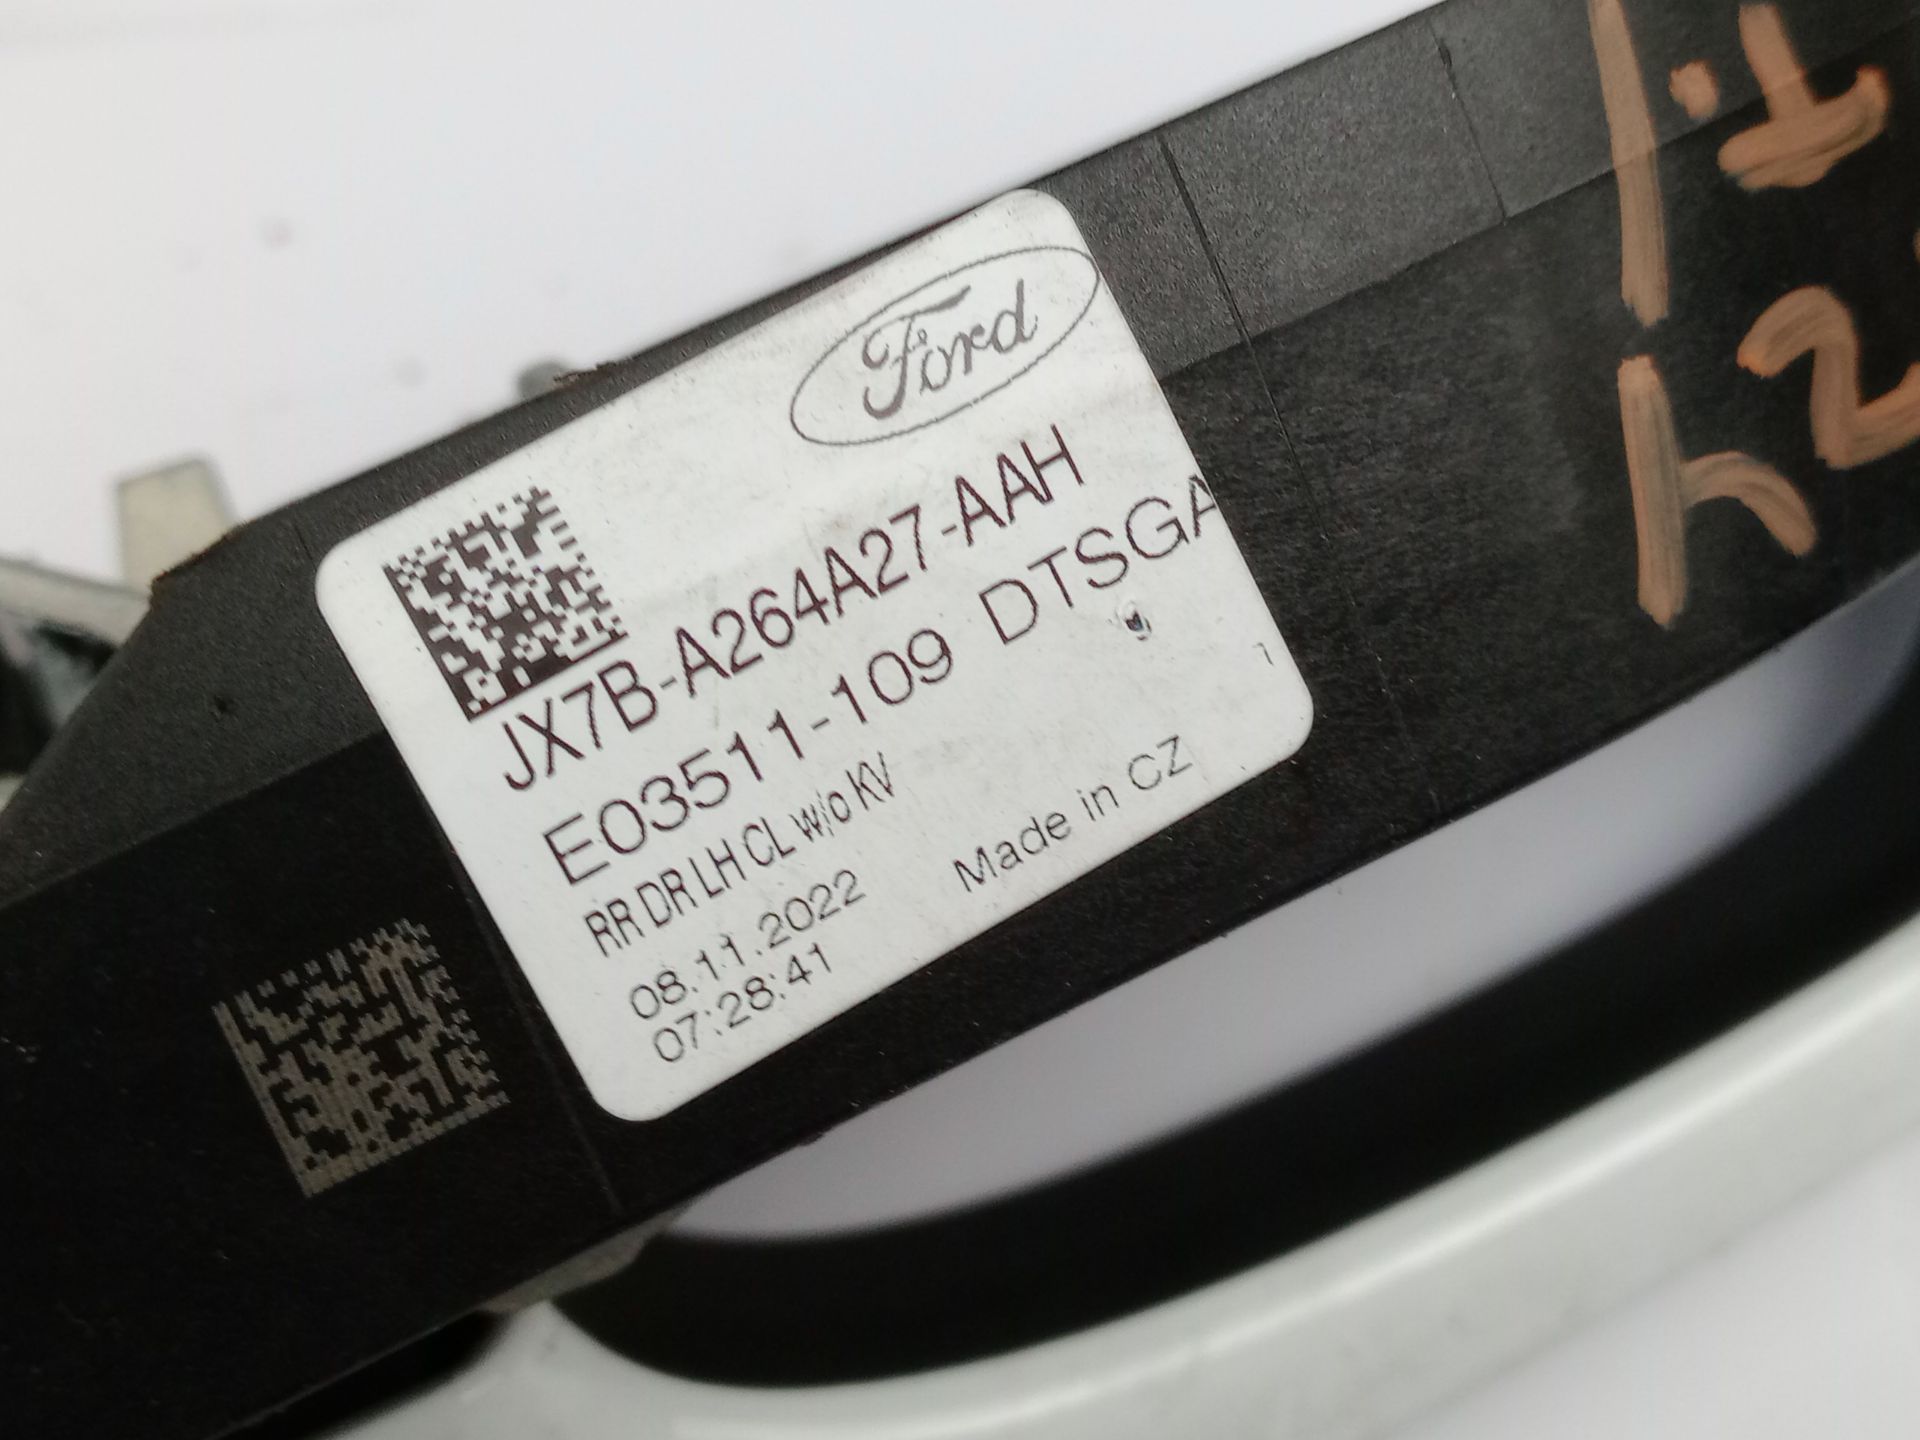 Ford
JX7B-A264A27-AAH
E03511-109 DTSGA
RR DR LH CL w/o KV
08.11.2022 Made in CZ
07:28:41